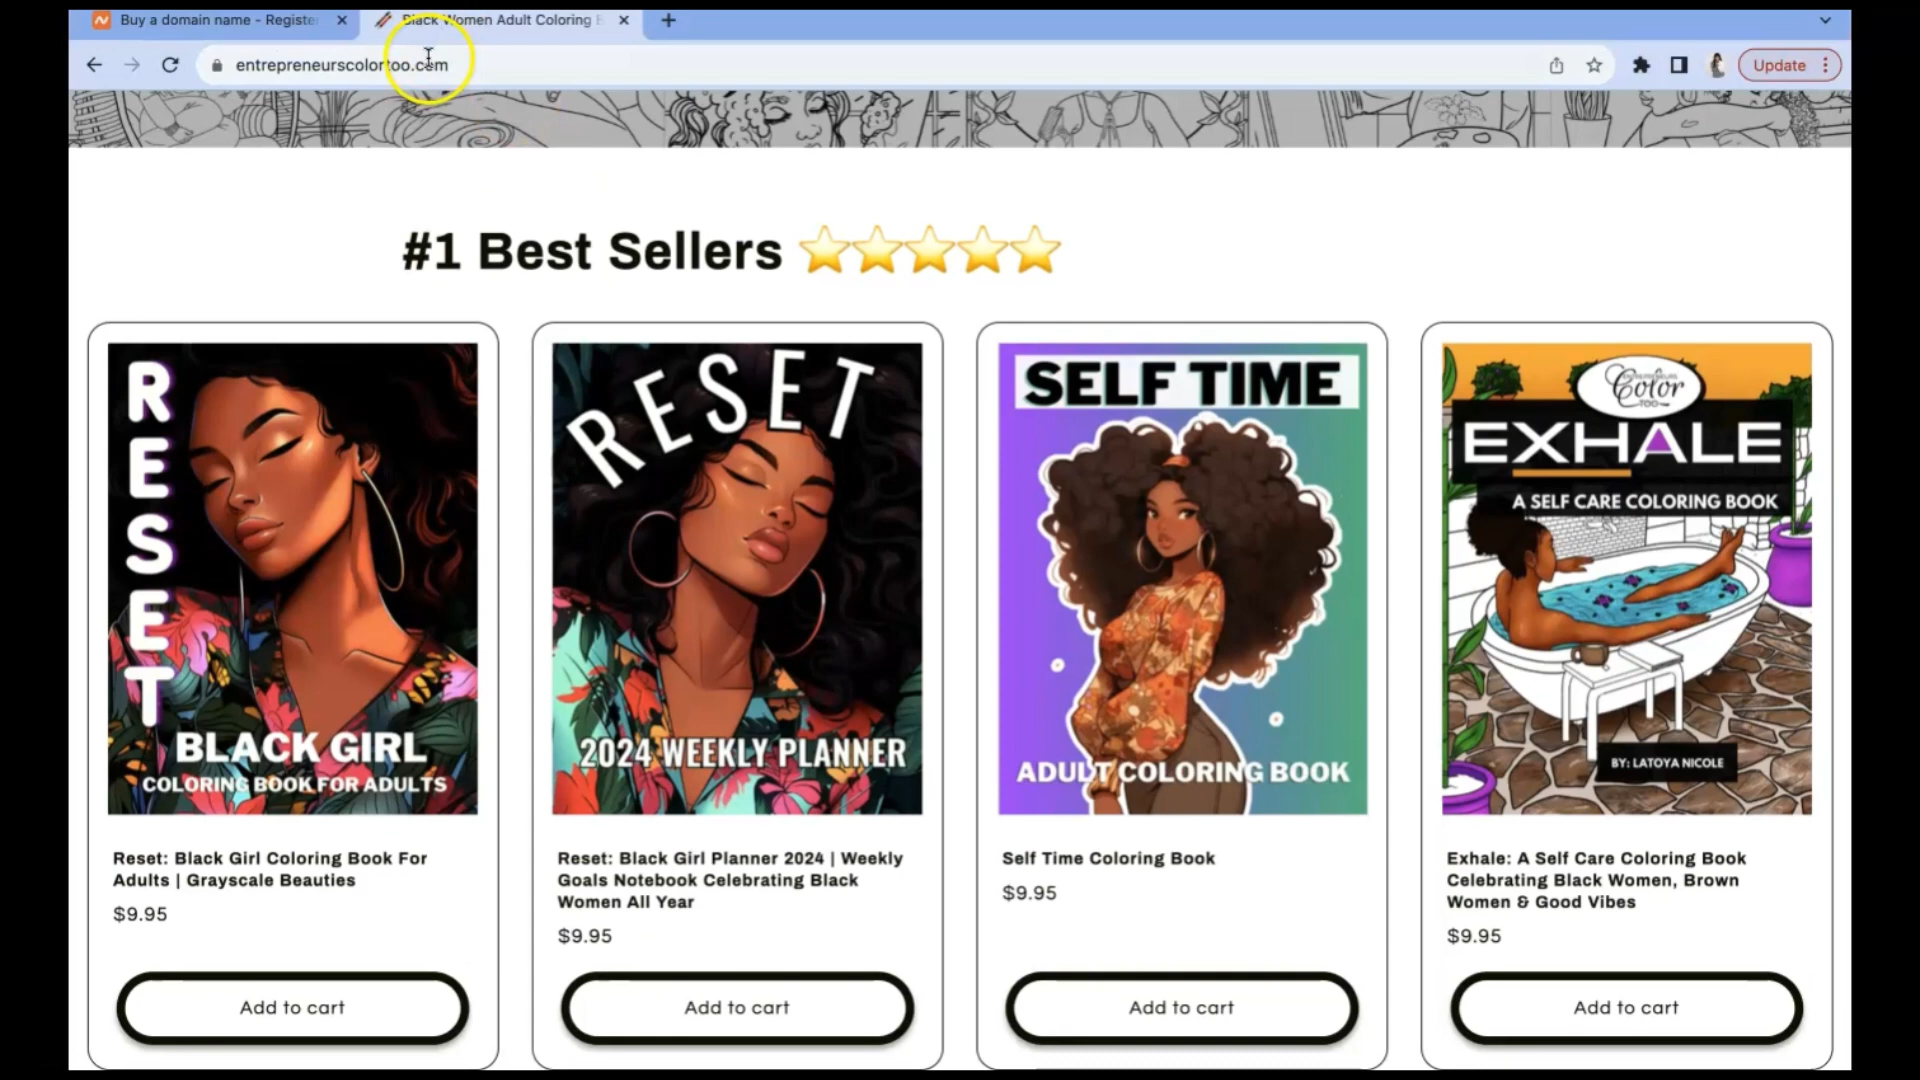 Buy a domain name - Registe
Black Women Adult Coloring B
entrepreneurscolortoo.com
Update
#1 Best Sellers
RESET
BLACK GIRL
COLORING BOOK FOR ADULTS
Reset: Black Girl Coloring Book For
Adults | Grayscale Beauties
$9.95
Add to cart
RESET
2024 WEEKLY PLANNER
Reset: Black Girl Planner 2024 | Weekly
Goals Notebook Celebrating Black
Women All Year
$9.95
Add to cart
SELF TIME
ADULT COLORING BOOK
Self Time Coloring Book
$9.95
Add to cart
ENTREPRENEURS
Color
TOO
EXHALE
A SELF CARE COLORING BOOK
BY: LATOYA NICOLE
Exhale: A Self Care Coloring Book
Celebrating Black Women, Brown
Women & Good Vibes
$9.95
Add to cart